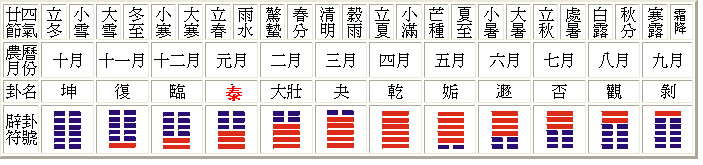 廿四節氣 立冬 小雪 大雪 冬至 小寒 大寒 立春 雨水 驚蟄 春分 清明 穀雨 立夏 小滿 芒種 夏至 小暑 大暑 立秋 處暑 白露 秋分 寒露 霜降
農曆月份 十月 十一月 十二月 元月 二月 三月 四月 五月 六月 七月 八月 九月
卦名 坤 復 臨 泰 大壯 央 乾 姤 遯 否 觀 剝
辟卦符號